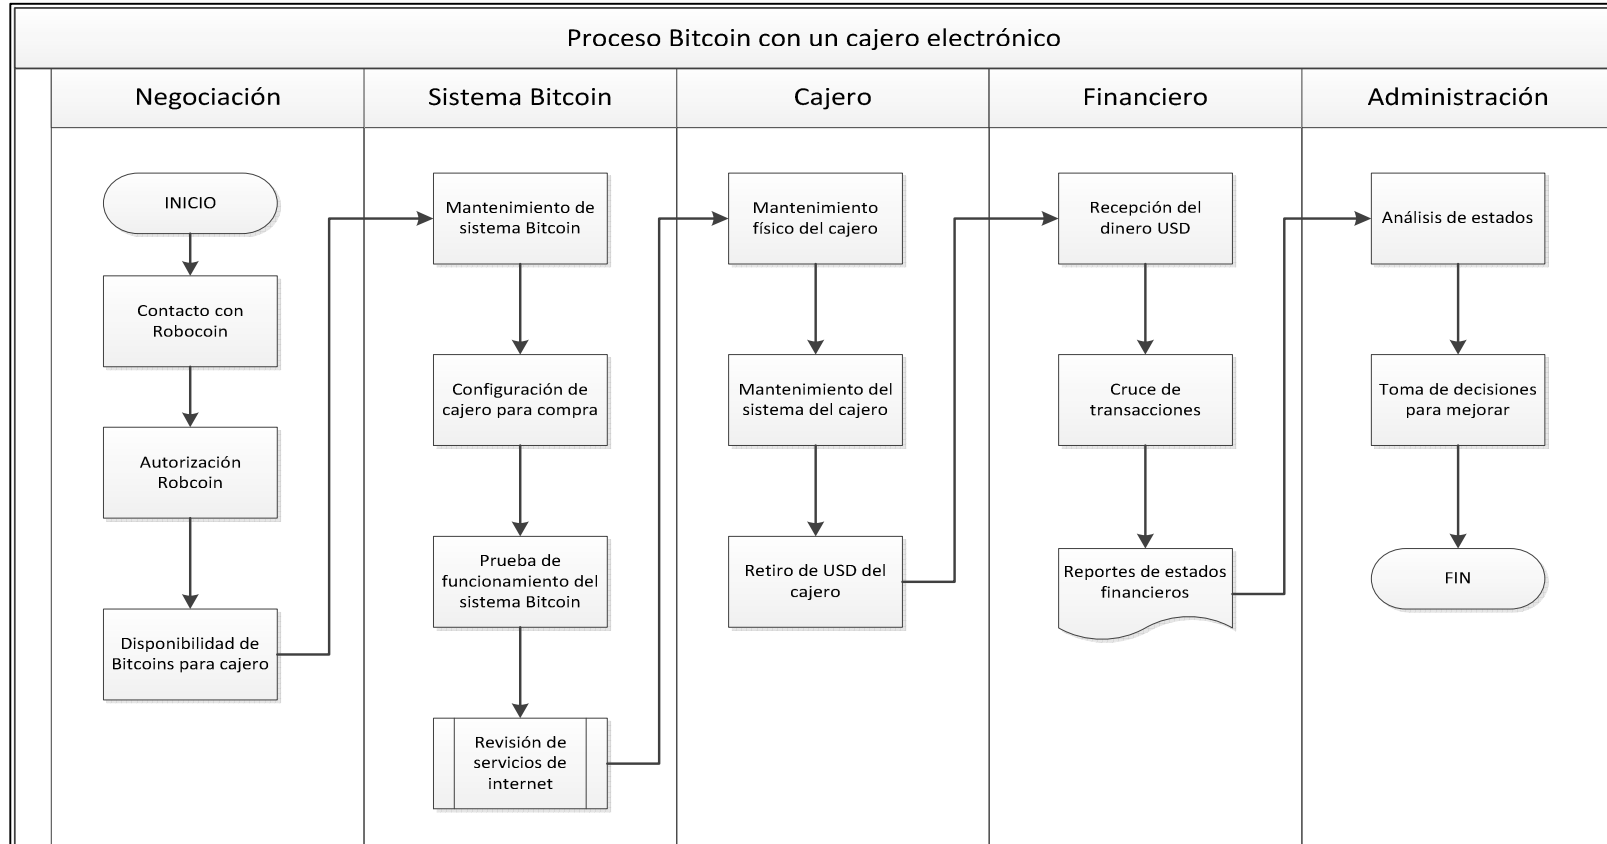 Proceso Bitcoin con un cajero electrónico
Negociación
Sistema Bitcoin
Cajero
Financiero
Administración
INICIO
Contacto con
Robocoin
Autorización
Robcoin
Disponibilidad de
Bitcoins para cajero
Mantenimiento de
sistema Bitcoin
Configuración de
cajero para compra
Prueba de
funcionamiento del
sistema Bitcoin
Revisión de
servicios de
internet
Mantenimiento
físico del cajero
Mantenimiento del
sistema del cajero
Retiro de USD del
cajero
Recepción del
dinero USD
Cruce de
transacciones
Reportes de estados
financieros
Análisis de estados
Toma de decisiones
para mejorar
FIN